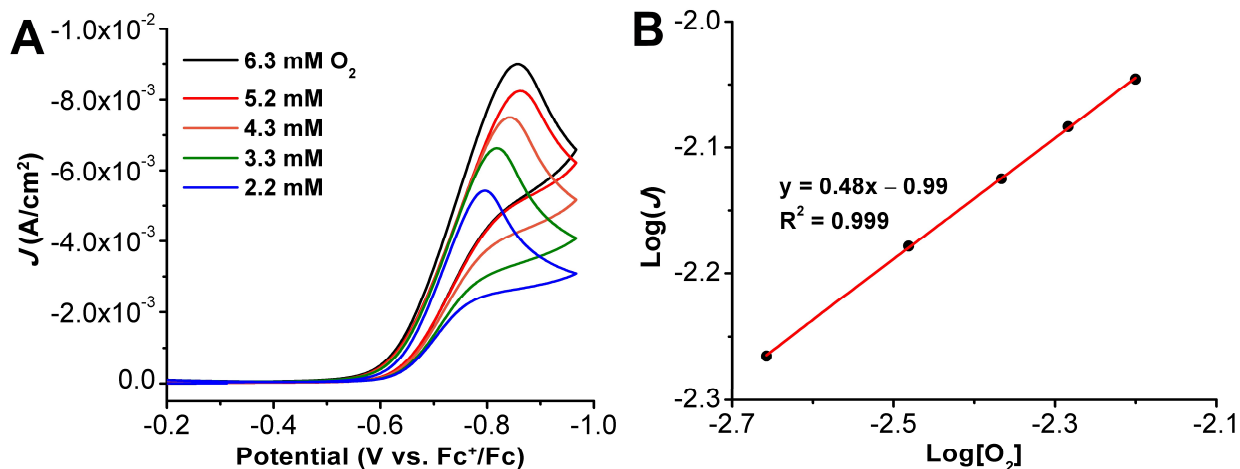 A
-1.0x10⁻²
-8.0x10⁻³
-6.0x10⁻³
-4.0x10⁻³
-2.0x10⁻³
0.0
J (A/cm²)
6.3 mM O₂
5.2 mM
4.3 mM
3.3 mM
2.2 mM
-0.2
-0.4
-0.6
-0.8
-1.0
Potential (V vs. Fc⁺/Fc)
B
-2.0
-2.1
-2.2
-2.3
Log(J)
y = 0.48x – 0.99
R² = 0.999
-2.7
-2.5
-2.3
-2.1
Log[O₂]